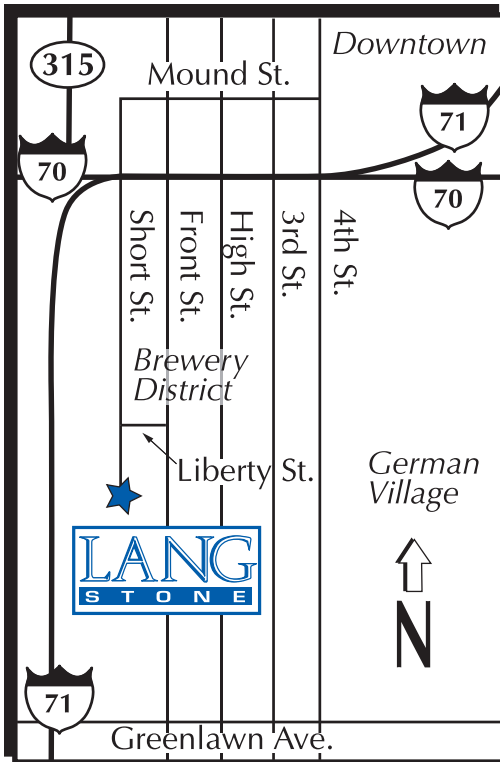 Downtown
315
Mound St.
71
70
70
Short St.
Front St.
High St.
3rd St.
4th St.
Brewery
District
Liberty St.
German
Village
LANG
STONE
N
71
Greenlawn Ave.